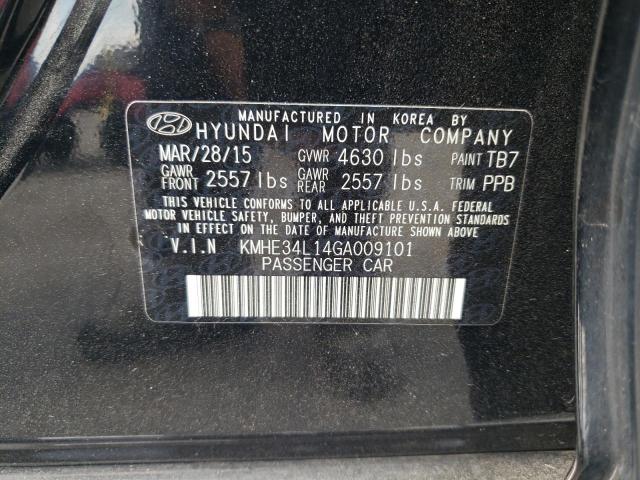 MANUFACTURED IN KOREA BY
HYUNDAI MOTOR COMPANY
MAR/28/15 GVWR 4630 lbs PAINT TB7
GAWR FRONT 2557 lbs GAWR REAR 2557 lbs TRIM PPB
THIS VEHICLE CONFORMS TO ALL APPLICABLE U.S.A. FEDERAL
MOTOR VEHICLE SAFETY, BUMPER, AND THEFT PREVENTION STANDARDS
IN EFFECT ON THE DATE OF MANUFACTURE SHOWN ABOVE.
V.I.N KMHE34L14GA009101
PASSENGER CAR